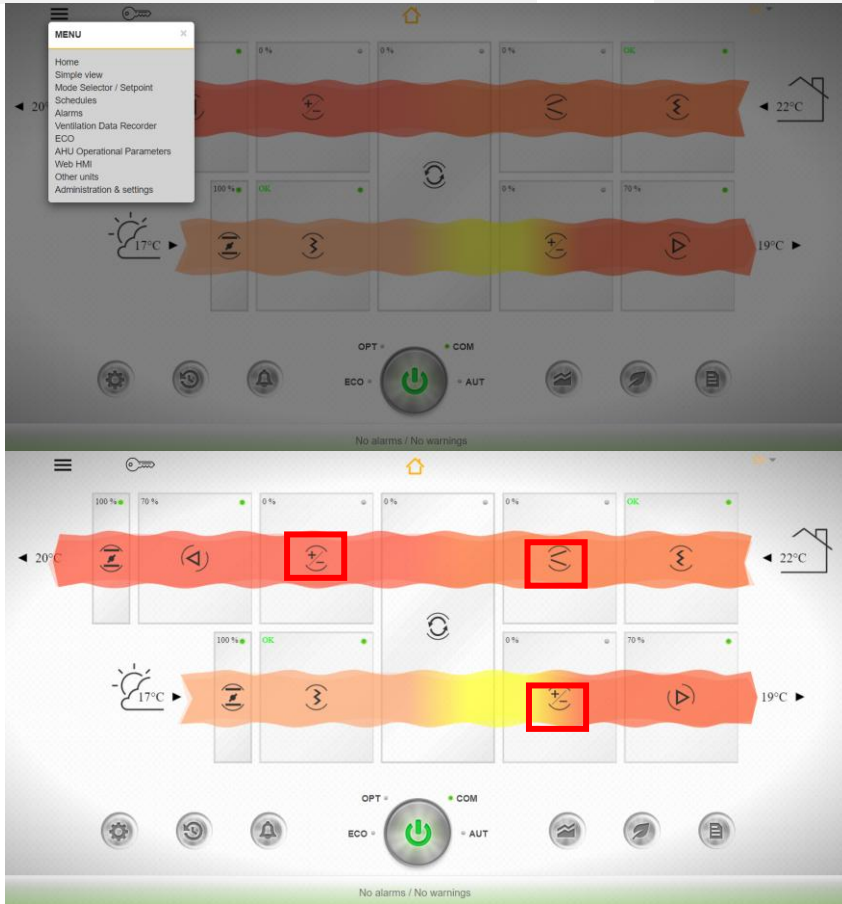 MENU ×
Home
Simple view
Mode Selector / Setpoint
Schedules
Alarms
Ventilation Data Recorder
ECO
AHU Operational Parameters
Web HMI
Other units
Administration & settings
0 %
0 %
0 %
OK
20°
22°C
100 %
OK
0 %
70 %
17°C
19°C
OPT
COM
ECO
AUT
No alarms / No warnings
100 %
70 %
0 %
0 %
0 %
OK
20°C
22°C
100 %
OK
0 %
70 %
17°C
19°C
OPT
COM
ECO
AUT
No alarms / No warnings